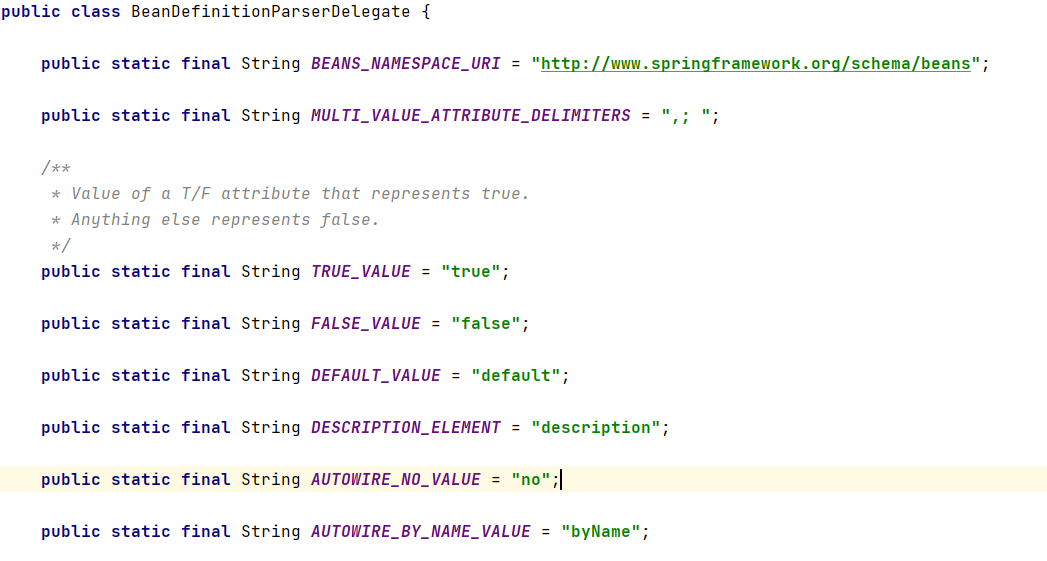 public class BeanDefinitionParserDelegate {
public static final String BEANS_NAMESPACE_URI = "http://www.springframework.org/schema/beans";
public static final String MULTI_VALUE_ATTRIBUTE_DELIMITERS = ",; ";
/**
* Value of a T/F attribute that represents true.
* Anything else represents false.
*/
public static final String TRUE_VALUE = "true";
public static final String FALSE_VALUE = "false";
public static final String DEFAULT_VALUE = "default";
public static final String DESCRIPTION_ELEMENT = "description";
public static final String AUTOWIRE_NO_VALUE = "no";
public static final String AUTOWIRE_BY_NAME_VALUE = "byName";